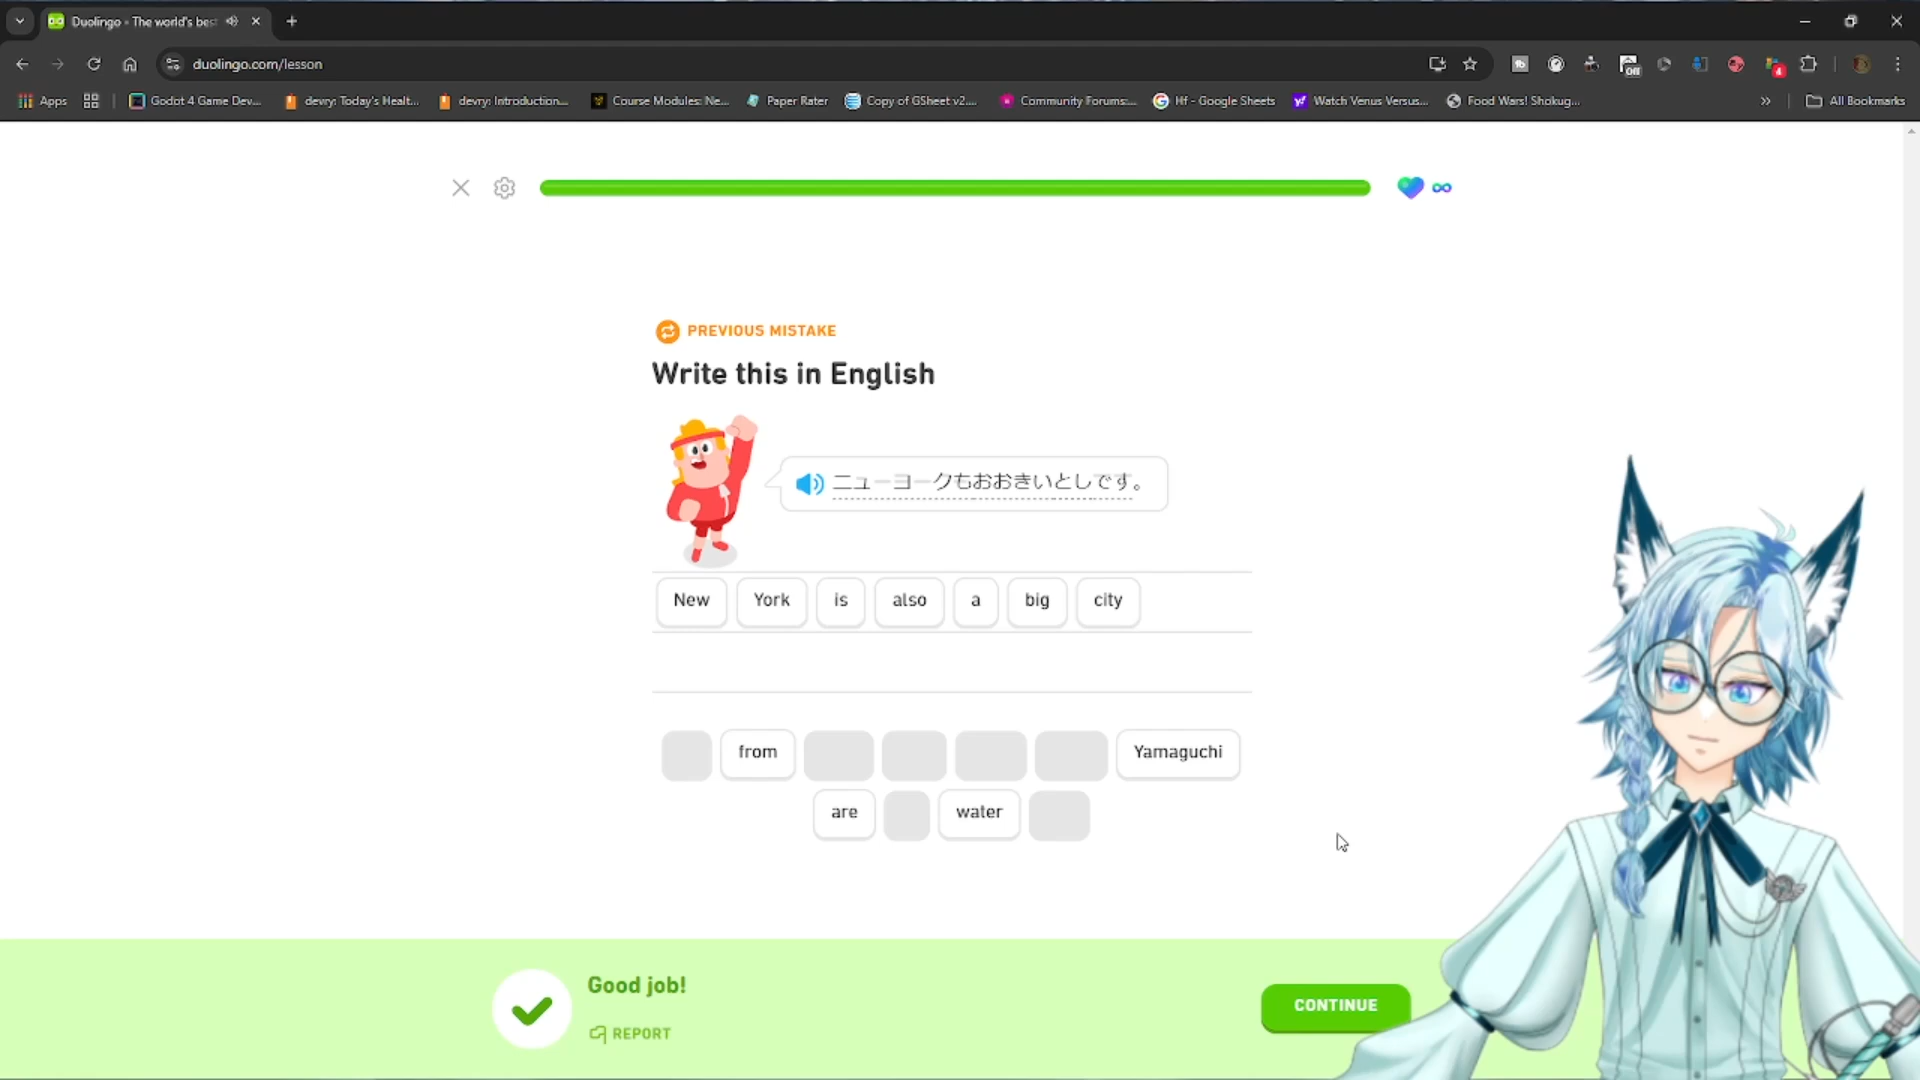 Duolingo - The world's bes
duolingo.com/lesson
Off
4
Apps
Godot 4 Game Dev...
devry: Today's Healt...
devry: Introduction...
Course Modules: Ne...
Paper Rater
Copy of GSheet v2....
Community Forums:...
Hf - Google Sheets
Watch Venus Versus...
Food Wars! Shokug...
All Bookmarks
PREVIOUS MISTAKE
Write this in English
ニューヨークもおおきいとしです。
New York is also a big city
from Yamaguchi
are water
Good job!
REPORT
CONTINUE